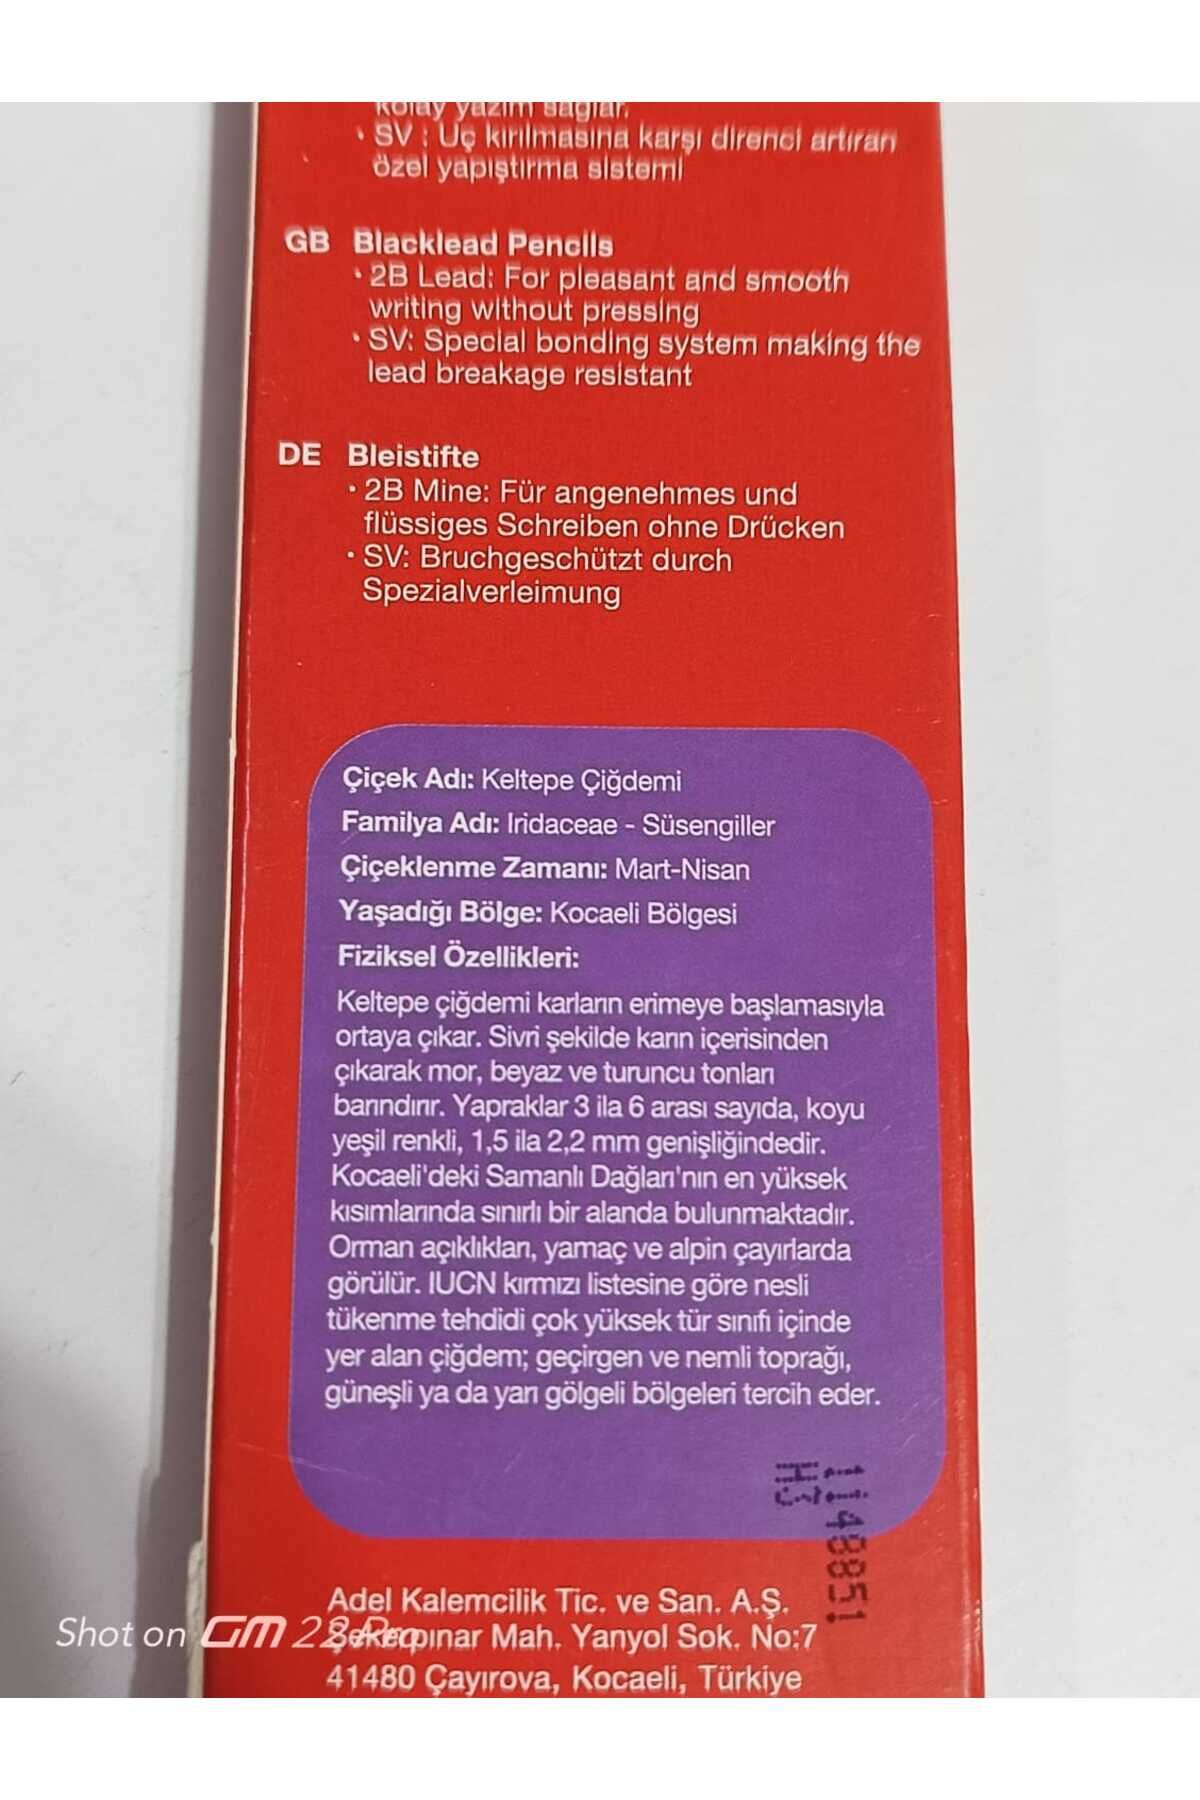 kolay yazım sağlar.
• SV : Uç kırılmasına karşı direnci artıran
özel yapıştırma sistemi
GB Blacklead Pencils
• 2B Lead: For pleasant and smooth
writing without pressing
• SV: Special bonding system making the
lead breakage resistant
DE Bleistifte
• 2B Mine: Für angenehmes und
flüssiges Schreiben ohne Drücken
• SV: Bruchgeschützt durch
Spezialverleimung
Çiçek Adı: Keltepe Çiğdemi
Familya Adı: Iridaceae - Süsengiller
Çiçeklenme Zamanı: Mart-Nisan
Yaşadığı Bölge: Kocaeli Bölgesi
Fiziksel Özellikleri:
Keltepe çiğdemi karların erimeye başlamasıyla
ortaya çıkar. Sivri şekilde karın içerisinden
çıkarak mor, beyaz ve turuncu tonları
barındırır. Yapraklar 3 ila 6 arası sayıda, koyu
yeşil renkli, 1,5 ila 2,2 mm genişliğindedir.
Kocaeli'deki Samanlı Dağları'nın en yüksek
kısımlarında sınırlı bir alanda bulunmaktadır.
Orman açıklıkları, yamaç ve alpin çayırlarda
görülür. IUCN kırmızı listesine göre nesli
tükenme tehdidi çok yüksek tür sınıfı içinde
yer alan çiğdem; geçirgen ve nemli toprağı,
güneşli ya da yarı gölgeli bölgeleri tercih eder.
1148851
H3
Adel Kalemcilik Tic. ve San. A.Ş.
Şekerpınar Mah. Yanyol Sok. No:7
41480 Çayırova, Kocaeli, Türkiye
Shot on GM 22 Pro